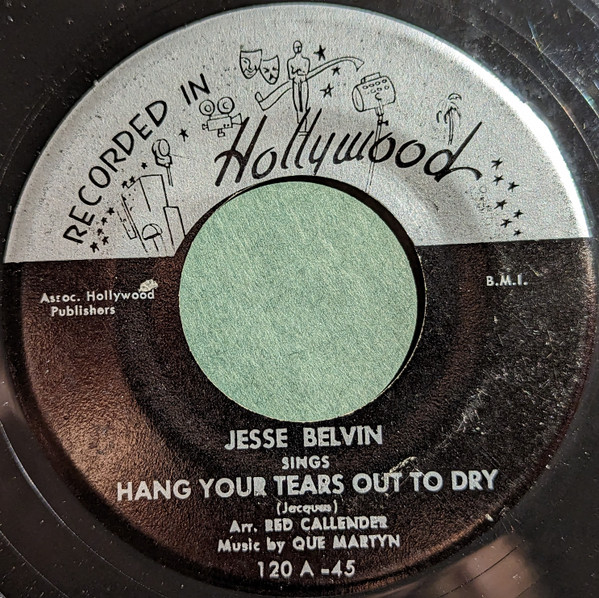 RECORDED IN
Hollywood
Assoc. Hollywood
Publishers
B.M.I.
JESSE BELVIN
SINGS
HANG YOUR TEARS OUT TO DRY
(Jacques)
Arr. RED CALLENDER
Music by QUE MARTYN
120 A-45